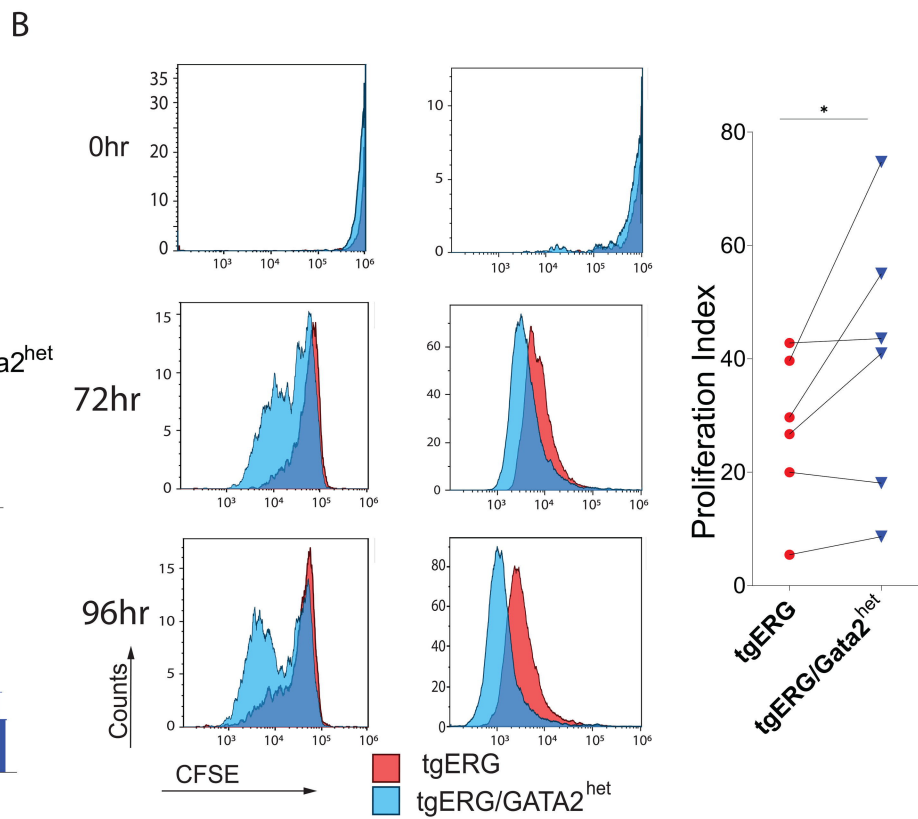 B
0hr
35
30
20
10
0
10³ 10⁴ 10⁵ 10⁶
10
5
0
10³ 10⁴ 10⁵ 10⁶
a2het
72hr
15
10
5
0
10³ 10⁴ 10⁵ 10⁶
60
40
20
0
10³ 10⁴ 10⁵ 10⁶
96hr
15
10
5
0
10³ 10⁴ 10⁵ 10⁶
80
60
40
20
0
10³ 10⁴ 10⁵ 10⁶
Counts
CFSE
tgERG
tgERG/GATA2het
*
Proliferation Index
80
60
40
20
0
tgERG
tgERG/Gata2het